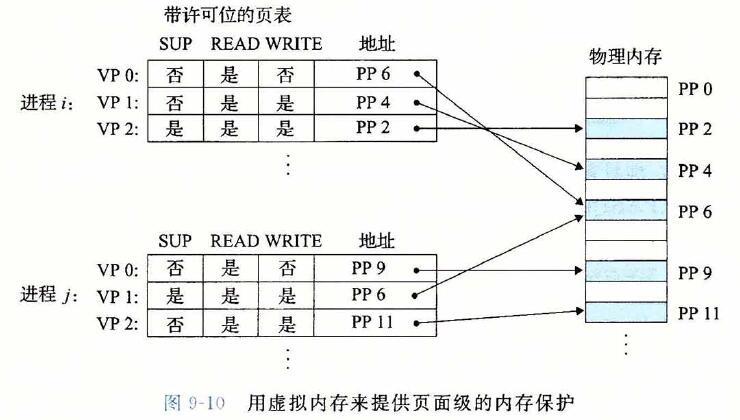 带许可位的页表
SUP READ WRITE 地址
进程 i：
VP 0: 否 是 否 PP 6
VP 1: 否 是 是 PP 4
VP 2: 是 是 是 PP 2
⋮
SUP READ WRITE 地址
进程 j：
VP 0: 否 是 否 PP 9
VP 1: 是 是 是 PP 6
VP 2: 否 是 是 PP 11
⋮
物理内存
PP 0
PP 2
PP 4
PP 6
PP 9
PP 11
⋮
图 9-10 用虚拟内存来提供页面级的内存保护